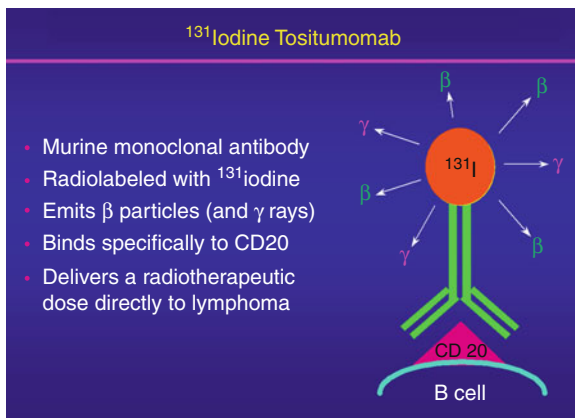 ¹³¹Iodine Tositumomab
• Murine monoclonal antibody
• Radiolabeled with ¹³¹iodine
• Emits β particles (and γ rays)
• Binds specifically to CD20
• Delivers a radiotherapeutic
dose directly to lymphoma
β
β
γ
¹³¹I
γ
β
γ
β
CD 20
B cell